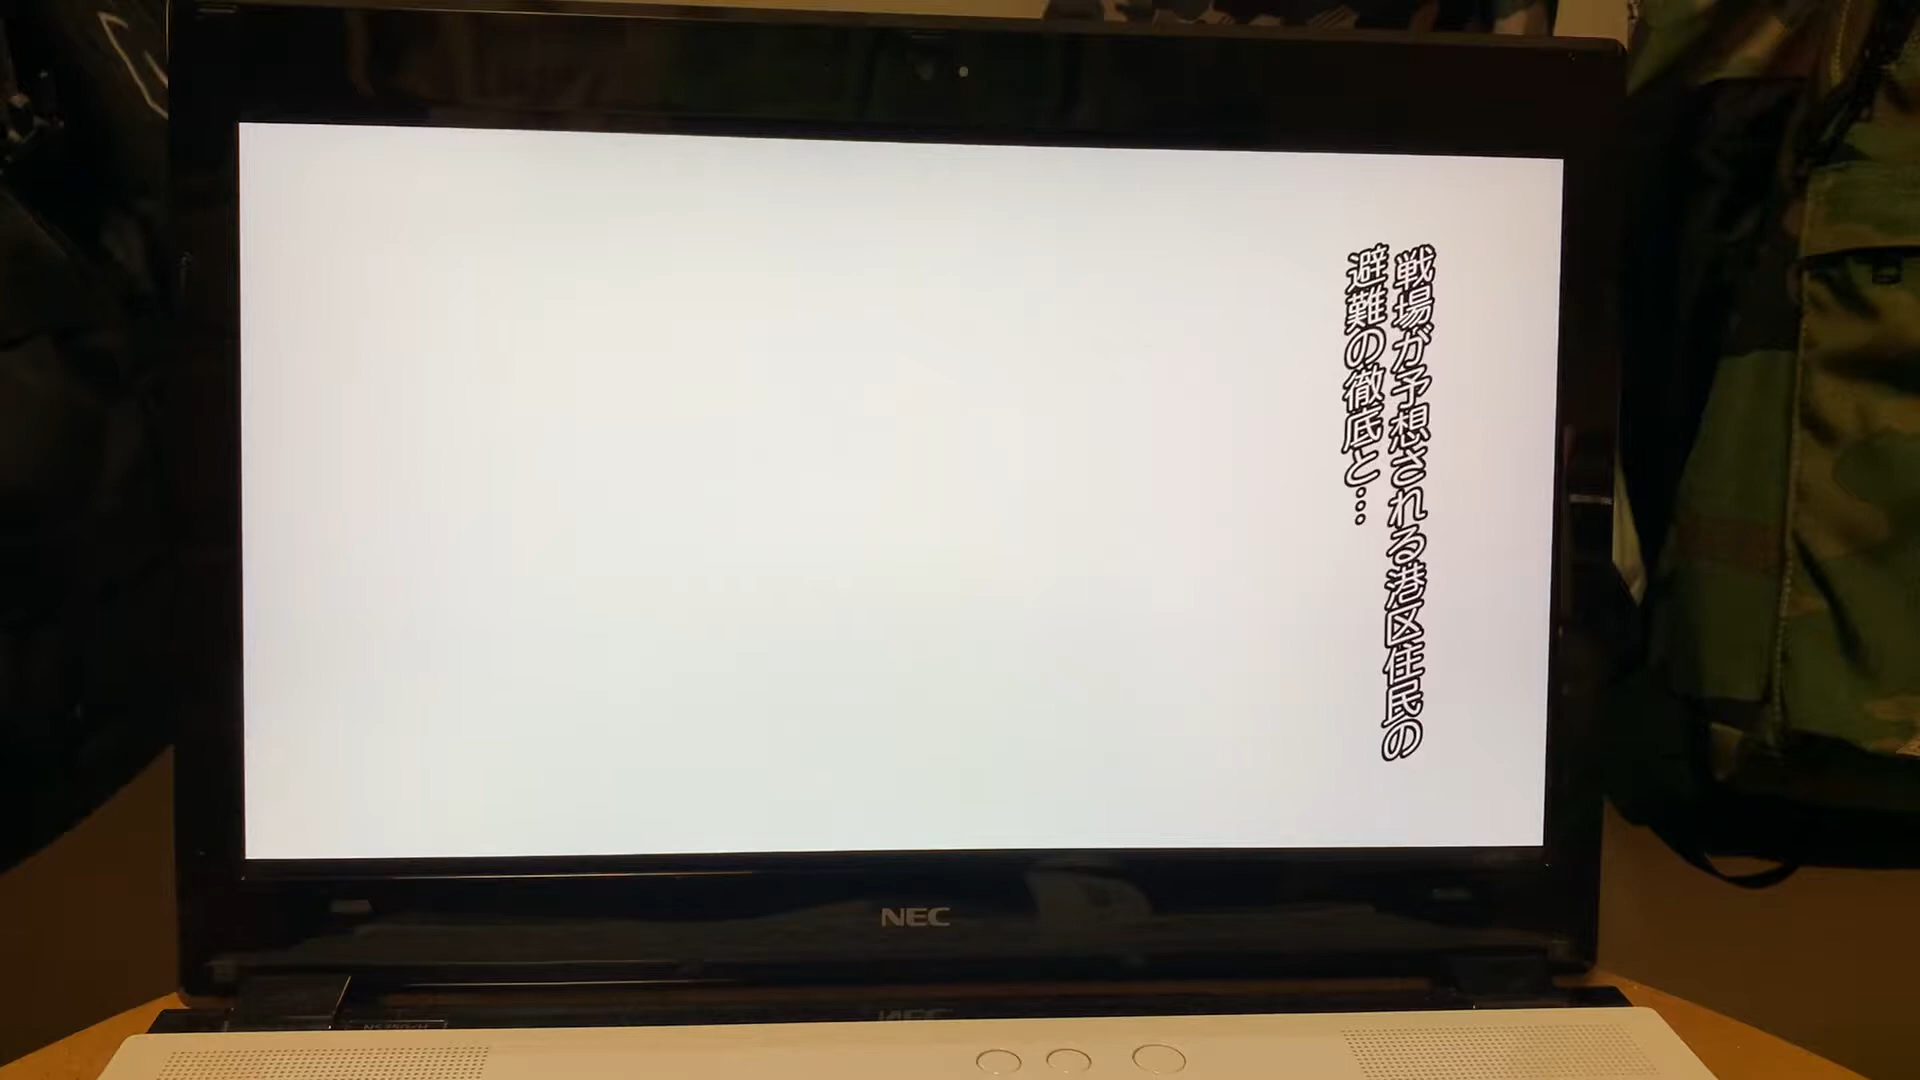 戦場が予想される港区住民の
避難の徹底と…
NEC